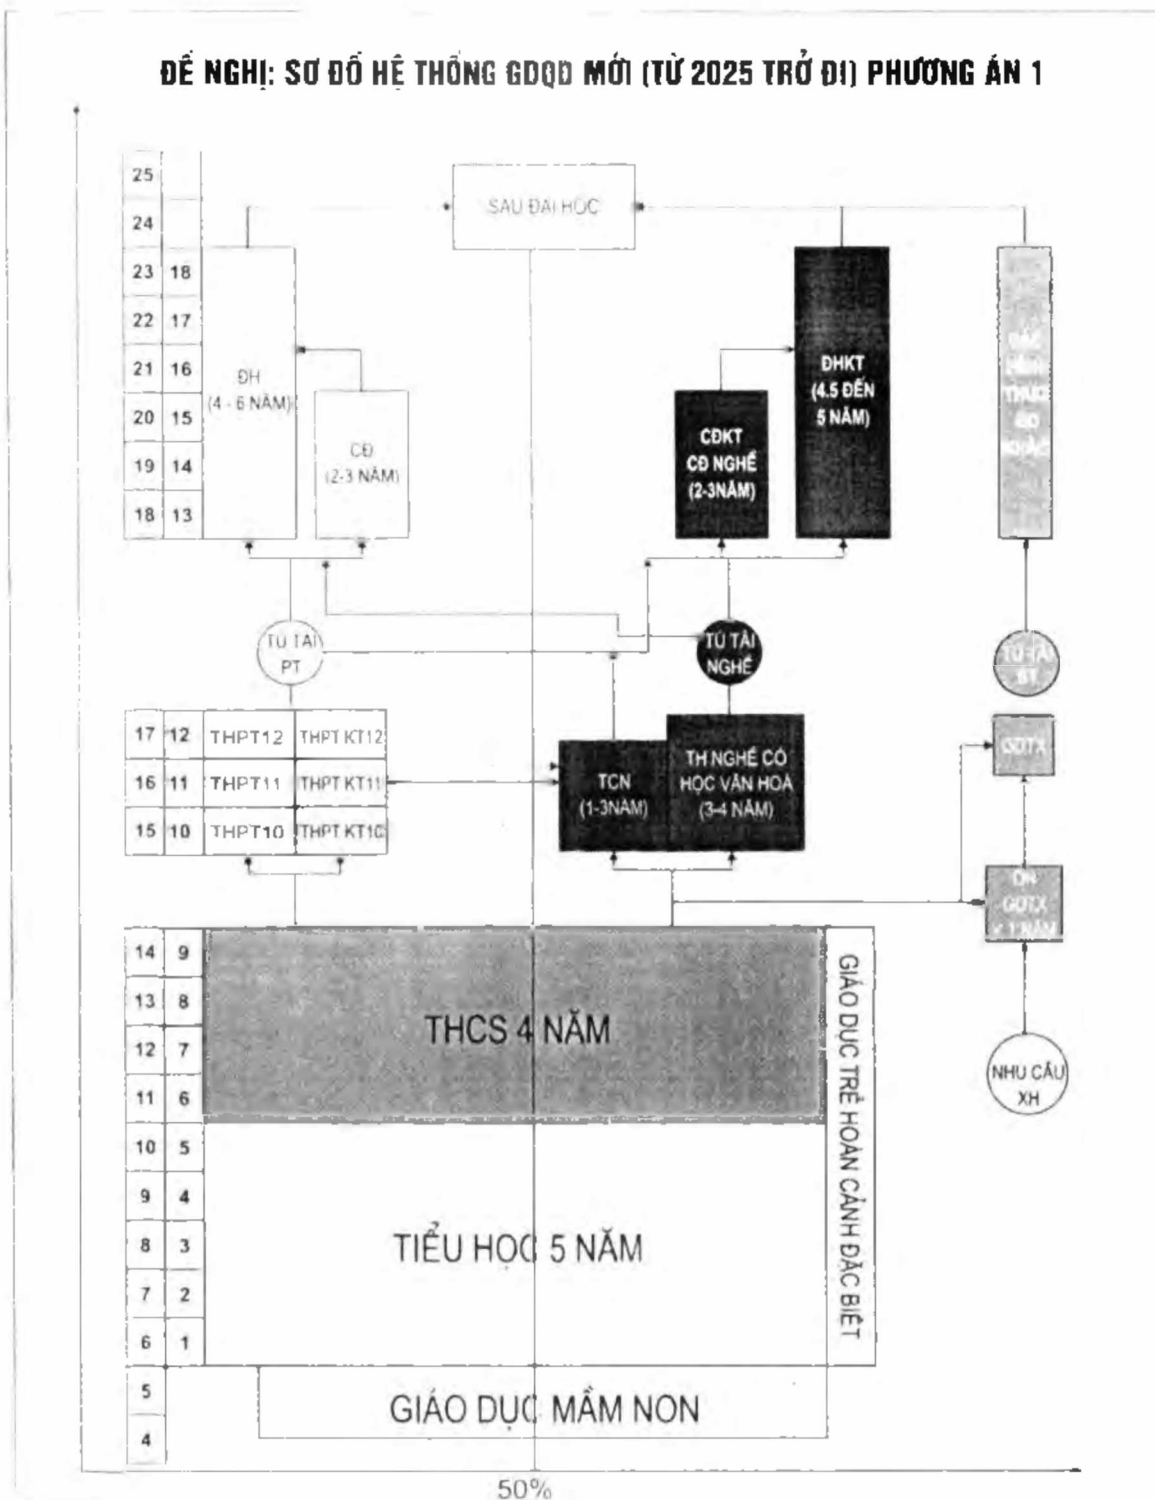 ĐỀ NGHỊ: SƠ ĐỒ HỆ THỐNG GDQD MỚI (TỪ 2025 TRỞ ĐI) PHƯƠNG ÁN 1
25
SAU ĐẠI HỌC
24
23 18
22 17
21 16
ĐH
(4 - 6 NĂM)
ĐHKT
(4.5 ĐẾN
5 NĂM)
20 15
CĐ
(2-3 NĂM)
CĐKT
CĐ NGHỀ
(2-3NĂM)
19 14
18 13
TÚ TÀI
PT
TÚ TÀI
NGHỀ
TÚ TÀI
17 12 THPT12 THPT KT12
GDTX
16 11 THPT11 THPT KT11
TCN
(1-3NĂM)
TH NGHỀ CÓ
HỌC VĂN HOÁ
(3-4 NĂM)
15 10 THPT10 THPT KT10
GDTX
14 9
13 8
THCS 4 NĂM
12 7
11 6
GIÁO DỤC TRẺ HOÀN CẢNH ĐẶC BIỆT
NHU CẦU
XH
10 5
9 4
8 3
TIỂU HỌC 5 NĂM
7 2
6 1
5
GIÁO DỤC MẦM NON
4
50%